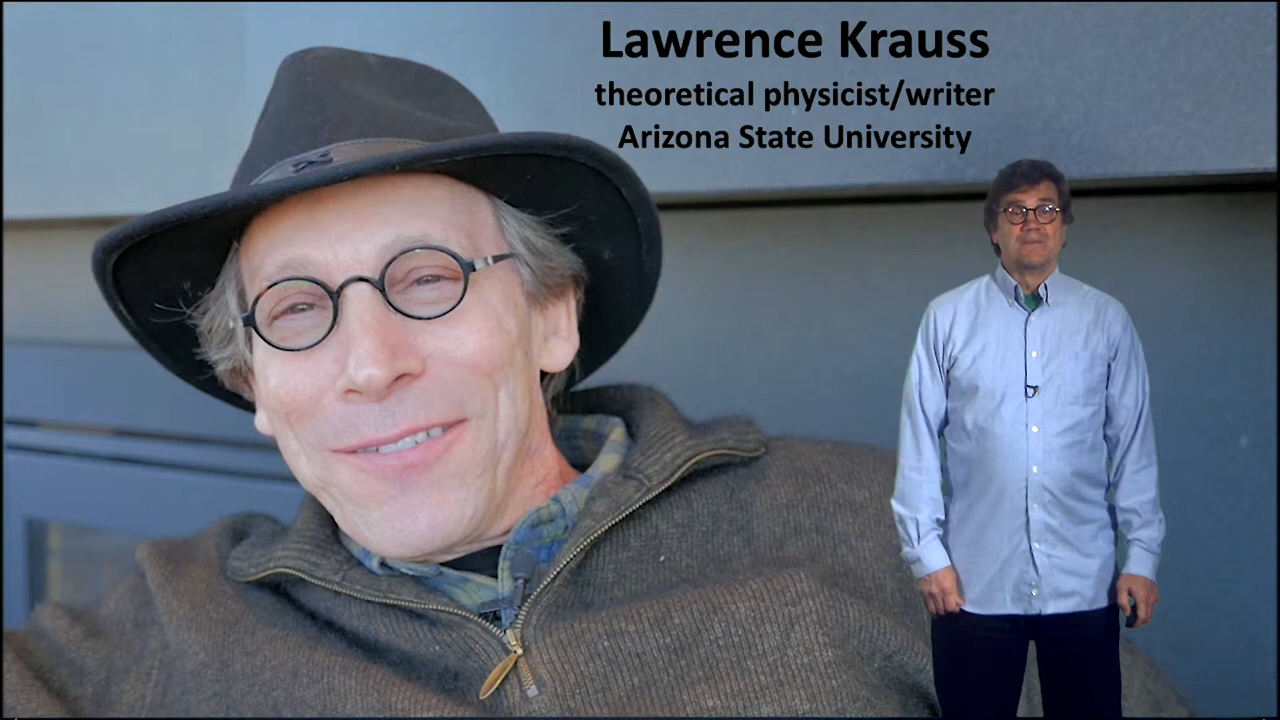 Lawrence Krauss
theoretical physicist/writer
Arizona State University